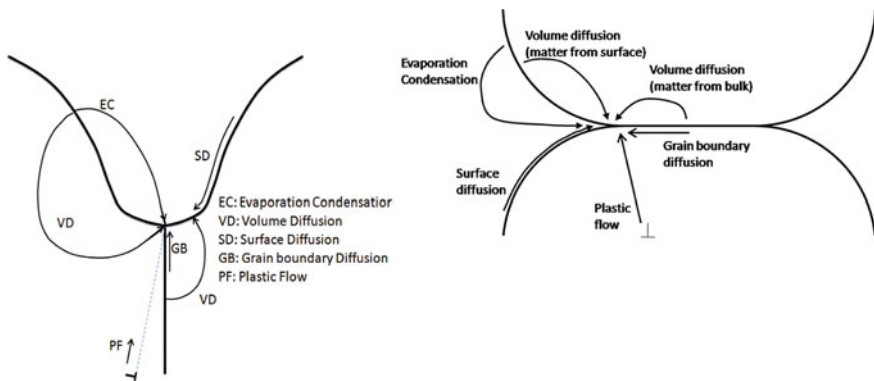 EC
SD
VD
GB
VD
PF
EC: Evaporation Condensatior
VD: Volume Diffusion
SD: Surface Diffusion
GB: Grain boundary Diffusion
PF: Plastic Flow
Volume diffusion
(matter from surface)
Evaporation
Condensation
Volume diffusion
(matter from bulk)
Grain boundary
diffusion
Surface
diffusion
Plastic
flow